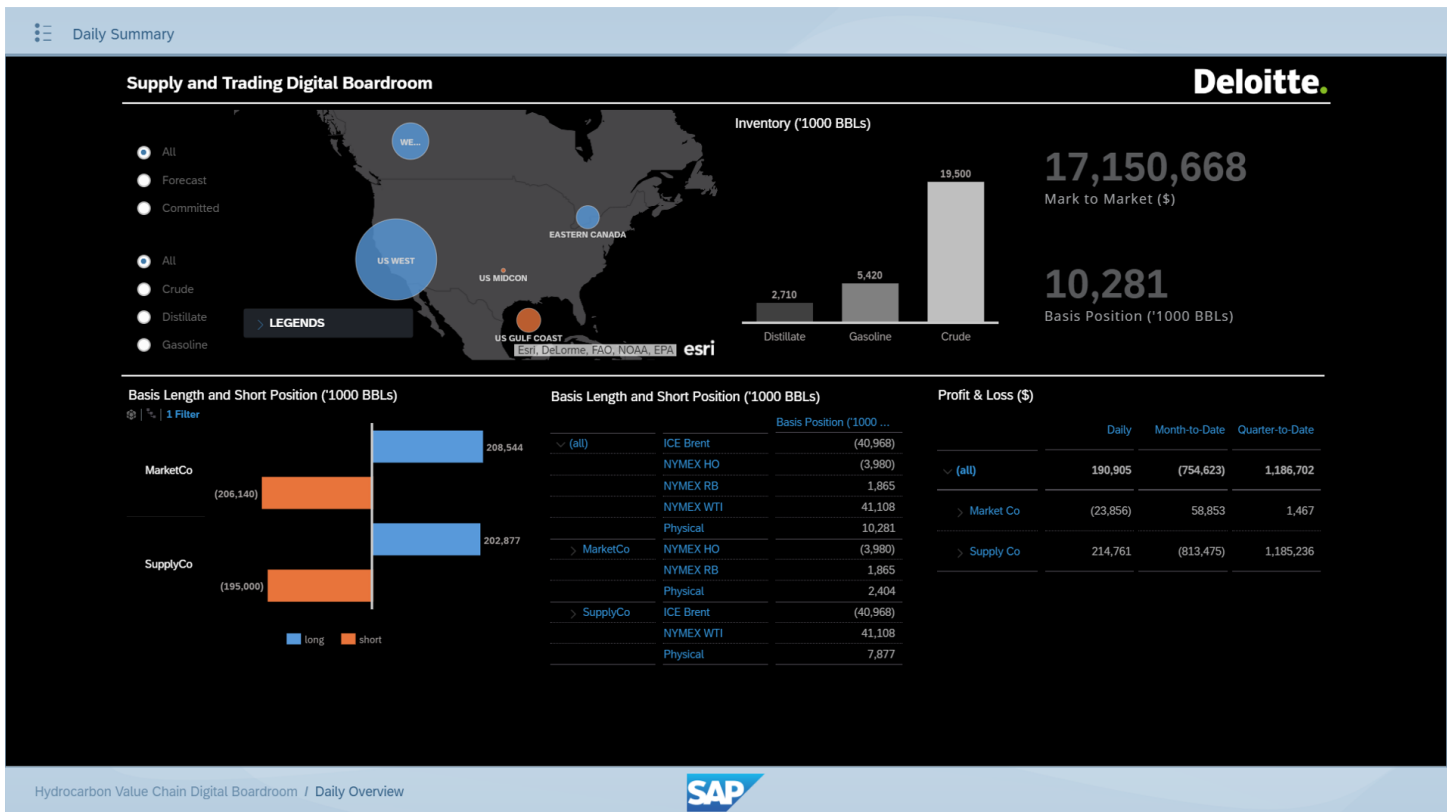 Daily Summary
Supply and Trading Digital Boardroom
Deloitte.
All
Forecast
Committed
All
Crude
Distillate
Gasoline
WE...
EASTERN CANADA
US WEST
US MIDCON
US GULF COAST
LEGENDS
Esri, DeLorme, FAO, NOAA, EPA esri
Inventory ('1000 BBLs)
19,500
5,420
2,710
Distillate Gasoline Crude
17,150,668
Mark to Market ($)
10,281
Basis Position ('1000 BBLs)
Basis Length and Short Position ('1000 BBLs)
1 Filter
208,544
MarketCo
(206,140)
202,877
SupplyCo
(195,000)
long short
Basis Length and Short Position ('1000 BBLs)
Basis Position ('1000 ...
(all) ICE Brent (40,968)
NYMEX HO (3,980)
NYMEX RB 1,865
NYMEX WTI 41,108
Physical 10,281
MarketCo NYMEX HO (3,980)
NYMEX RB 1,865
Physical 2,404
SupplyCo ICE Brent (40,968)
NYMEX WTI 41,108
Physical 7,877
Profit & Loss ($)
Daily Month-to-Date Quarter-to-Date
(all) 190,905 (754,623) 1,186,702
Market Co (23,856) 58,853 1,467
Supply Co 214,761 (813,475) 1,185,236
Hydrocarbon Value Chain Digital Boardroom / Daily Overview
SAP